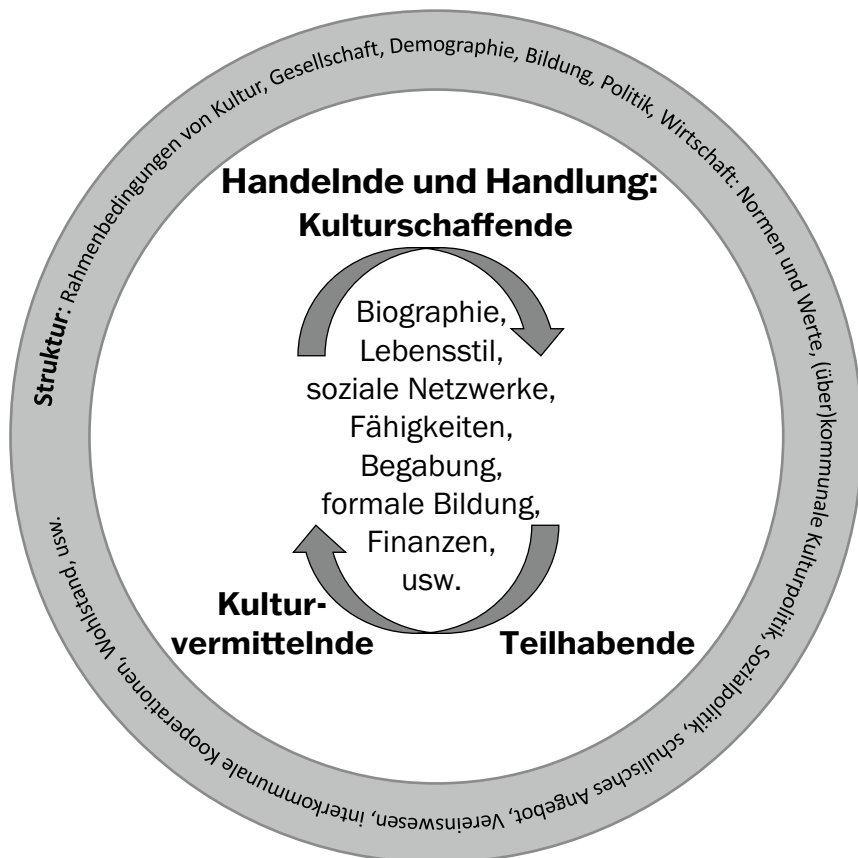 Struktur: Rahmenbedingungen von Kultur, Gesellschaft, Demographie, Bildung, Politik, Wirtschaft: Normen und Werte, (über)kommunale Kulturpolitik, Sozialpolitik, schulisches Angebot, Vereinswesen, interkommunale Kooperationen, Wohlstand, usw.
Handelnde und Handlung:
Kulturschaffende
Biographie,
Lebensstil,
soziale Netzwerke,
Fähigkeiten,
Begabung,
formale Bildung,
Finanzen,
usw.
Kultur-
vermittelnde
Teilhabende